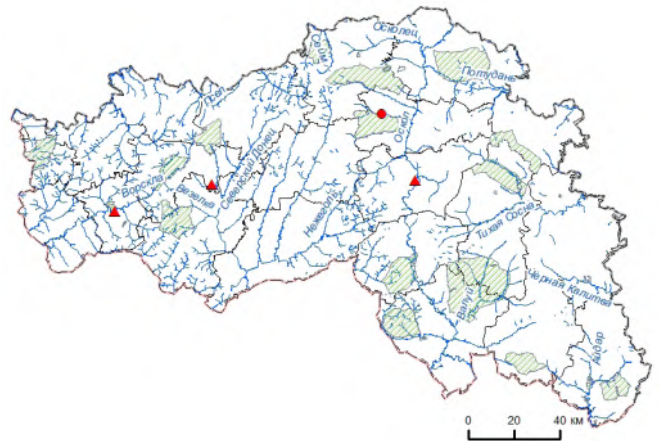 Осколец
Сейм
Потудань
Псел
Оскол
Северский Донец
Ворскла
Везелка
Нежеголь
Тихая Сосна
Черная Калитва
Валуй
Айдар
0 20 40 км